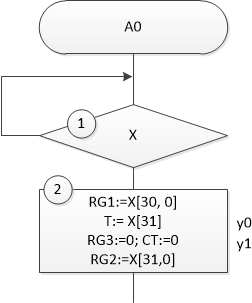 A0
1
X
2
RG1:=X[30, 0]
T:= X[31]
RG3:=0; CT:=0
RG2:=X[31,0]
y0
y1